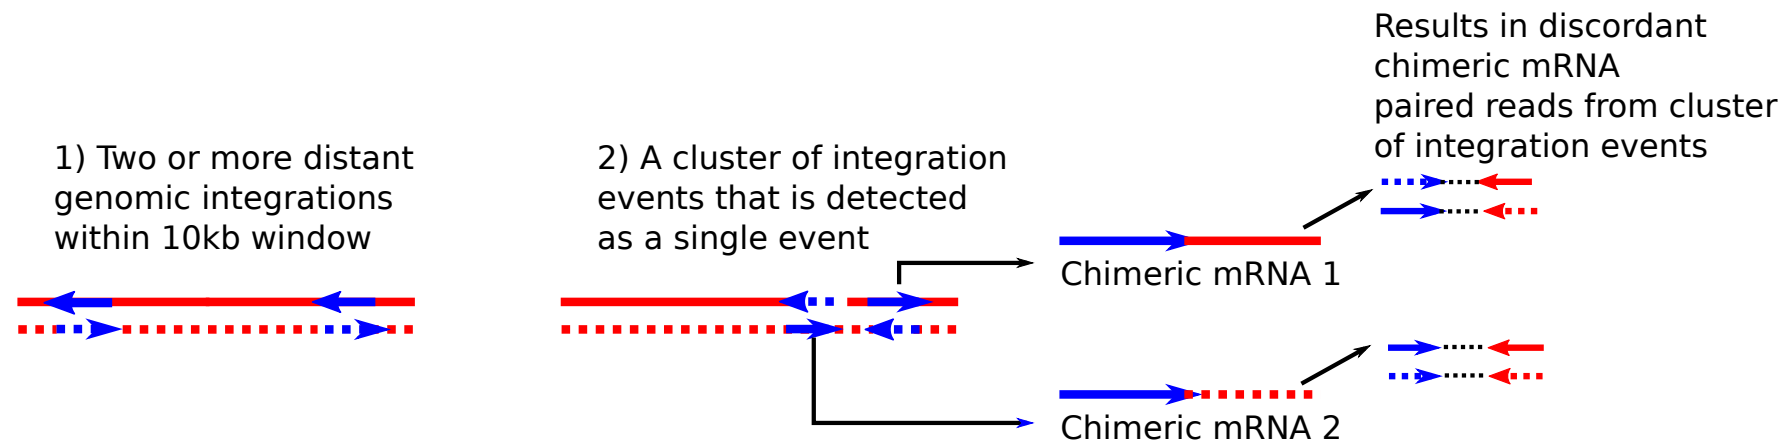 1) Two or more distant
genomic integrations
within 10kb window
2) A cluster of integration
events that is detected
as a single event
Chimeric mRNA 1
Chimeric mRNA 2
Results in discordant
chimeric mRNA
paired reads from cluster
of integration events